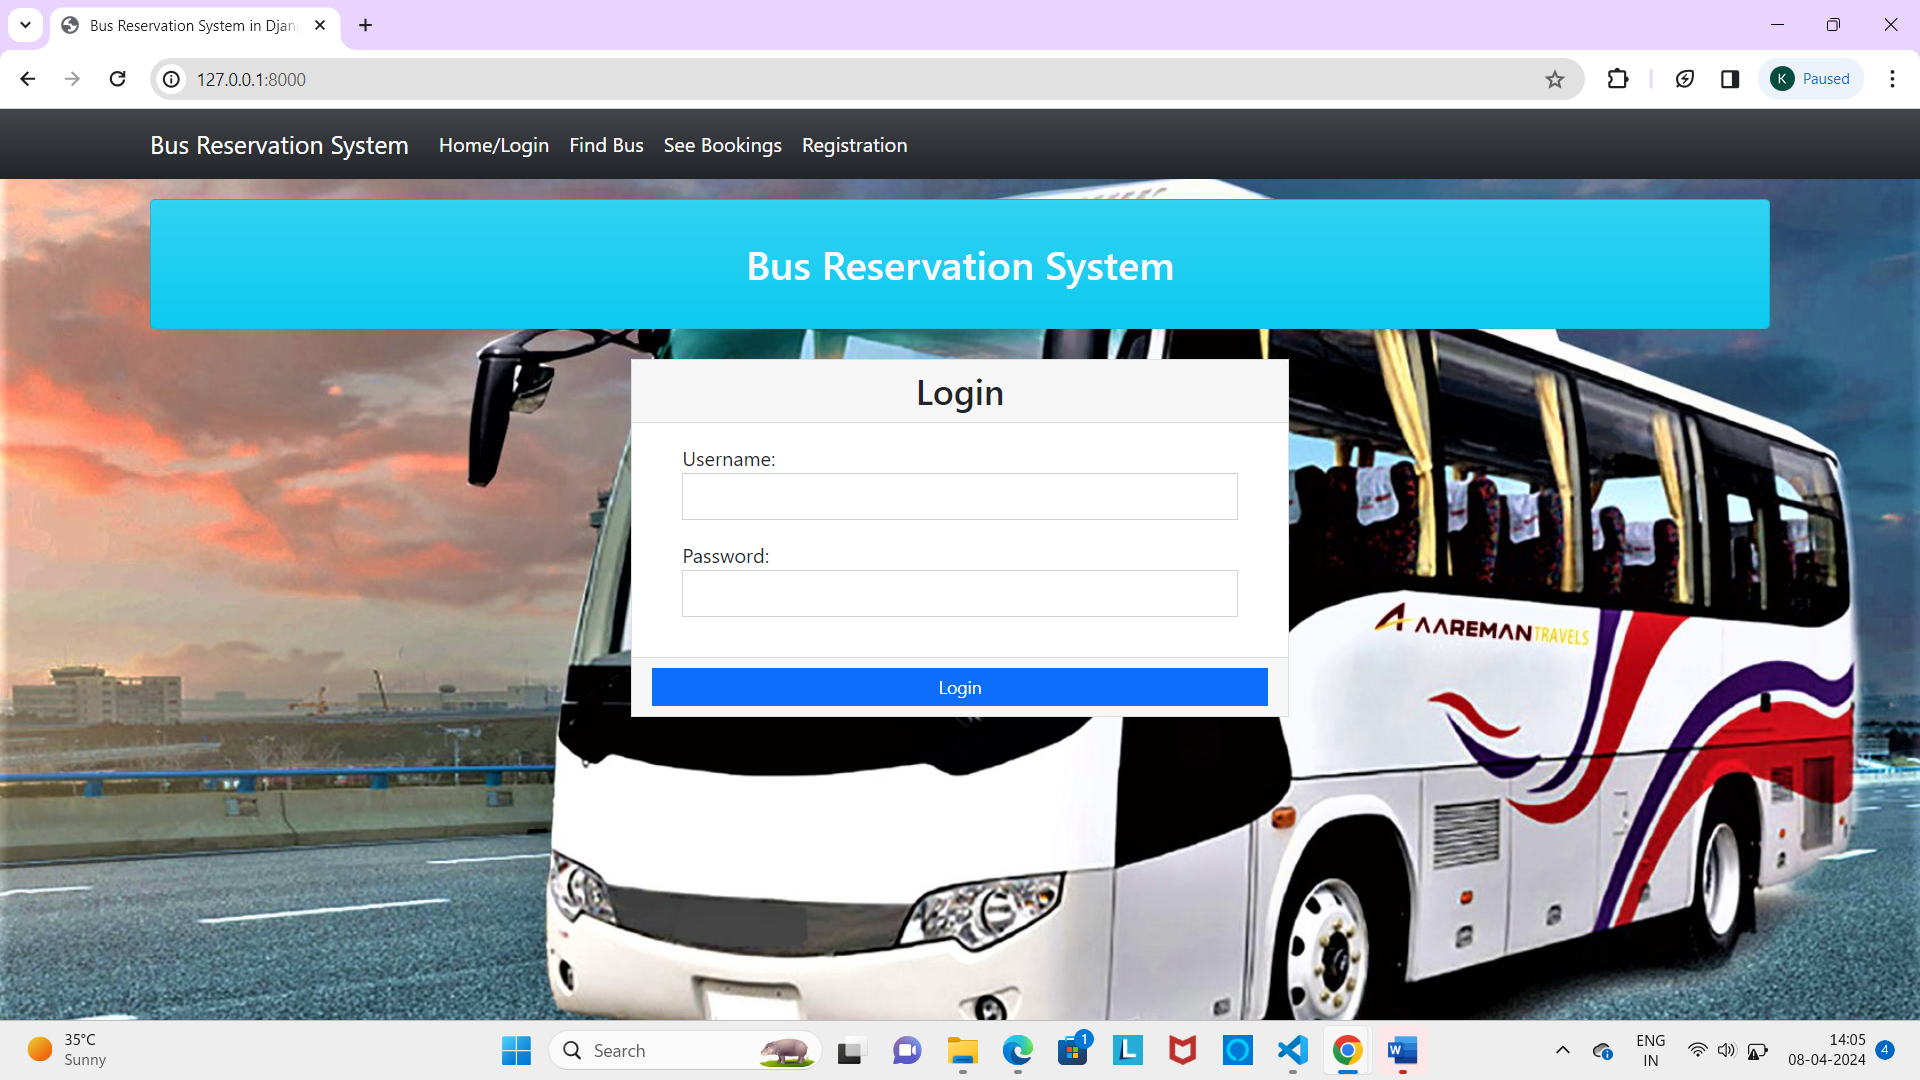 Bus Reservation System in Djan
127.0.0.1:8000
K Paused
Bus Reservation System Home/Login Find Bus See Bookings Registration
Bus Reservation System
Login
Username:
Password:
Login
AAREMAN TRAVELS
35°C
Sunny
Search
1
L
W
ENG
IN
14:05
08-04-2024
4